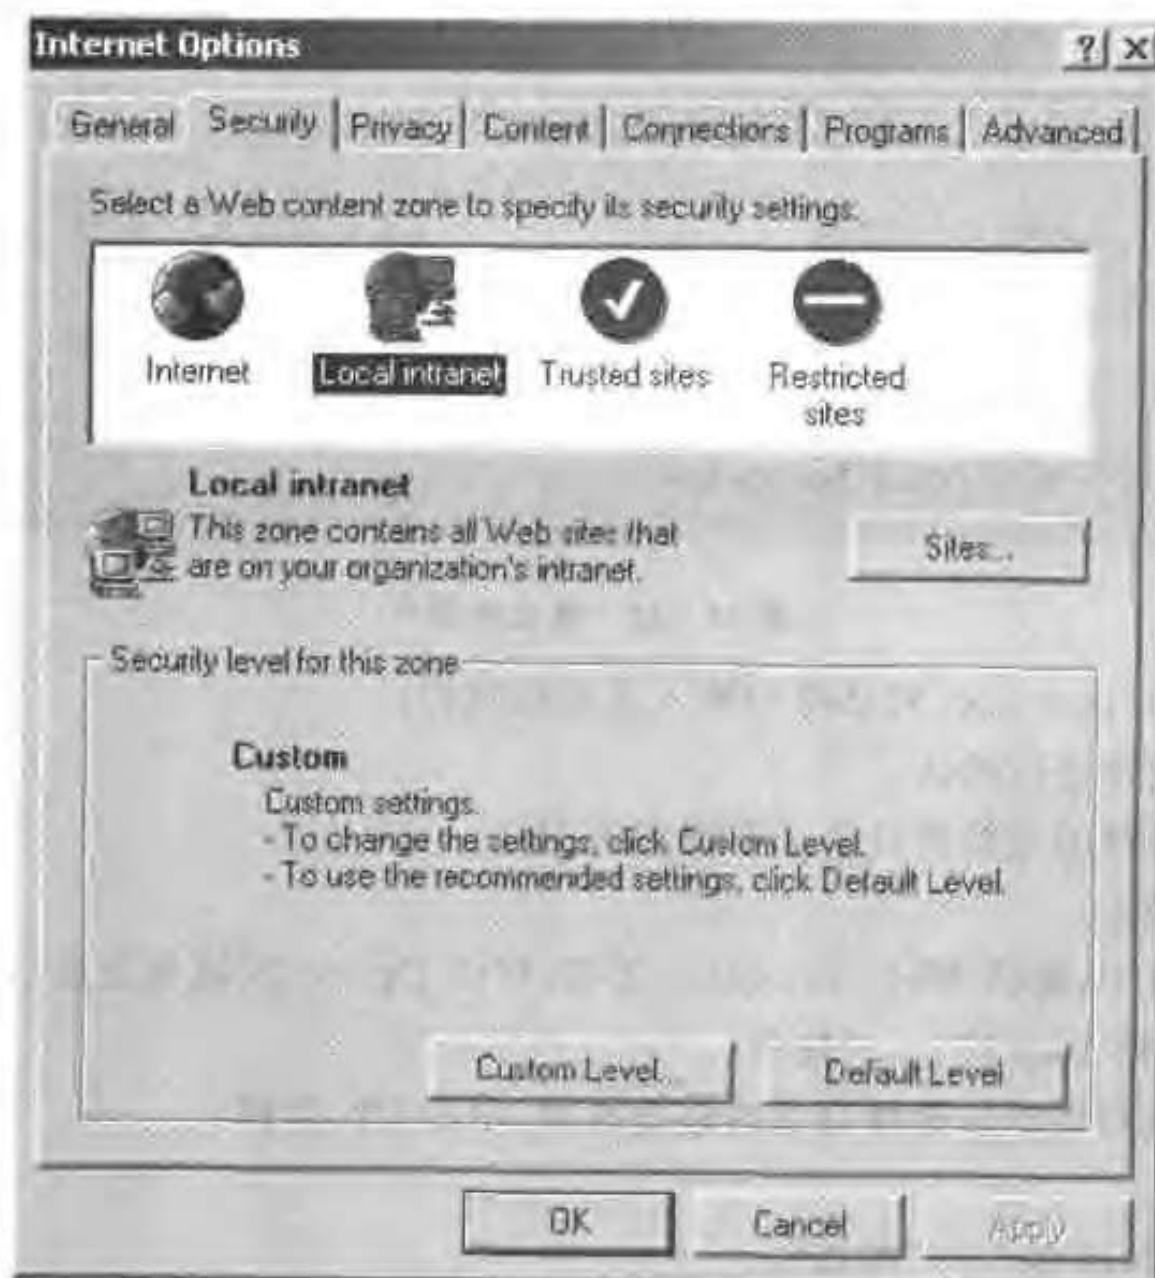 Internet Options
? X
General Security Privacy Content Connections Programs Advanced
Select a Web content zone to specify its security settings.
Internet
Local intranet
Trusted sites
Restricted
sites
Local intranet
This zone contains all Web sites that
are on your organization's intranet.
Sites...
Security level for this zone
Custom
Custom settings.
- To change the settings, click Custom Level.
- To use the recommended settings, click Default Level.
Custom Level...
Default Level
OK
Cancel
Apply